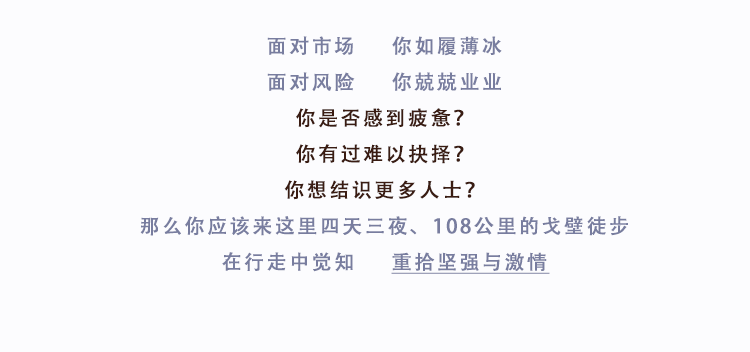 面对市场 你如履薄冰
面对风险 你兢兢业业
你是否感到疲惫？
你有过难以抉择？
你想结识更多人士？
那么你应该来这里四天三夜、108公里的戈壁徒步
在行走中觉知 重拾坚强与激情